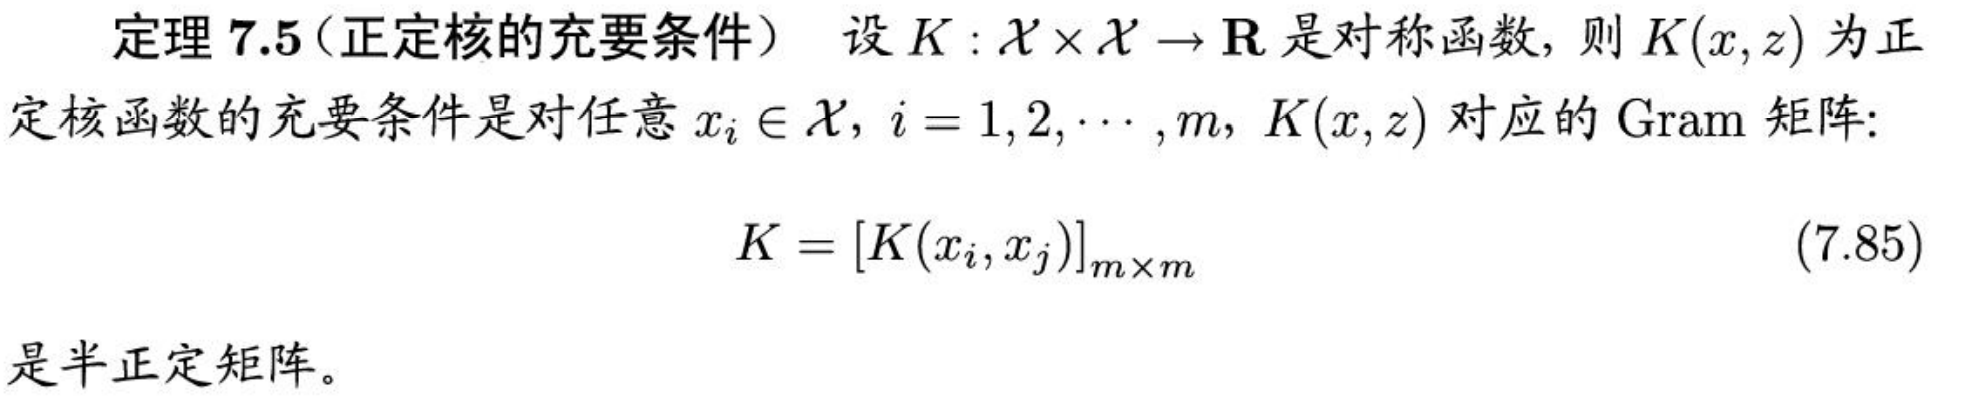 定理 7.5（正定核的充要条件） 设 K : 𝒳 × 𝒳 → R 是对称函数, 则 K(x, z) 为正
定核函数的充要条件是对任意 xᵢ ∈ 𝒳, i = 1, 2, ⋯ , m, K(x, z) 对应的 Gram 矩阵:
K = [K(xᵢ, xⱼ)]ₘ×ₘ (7.85)
是半正定矩阵。